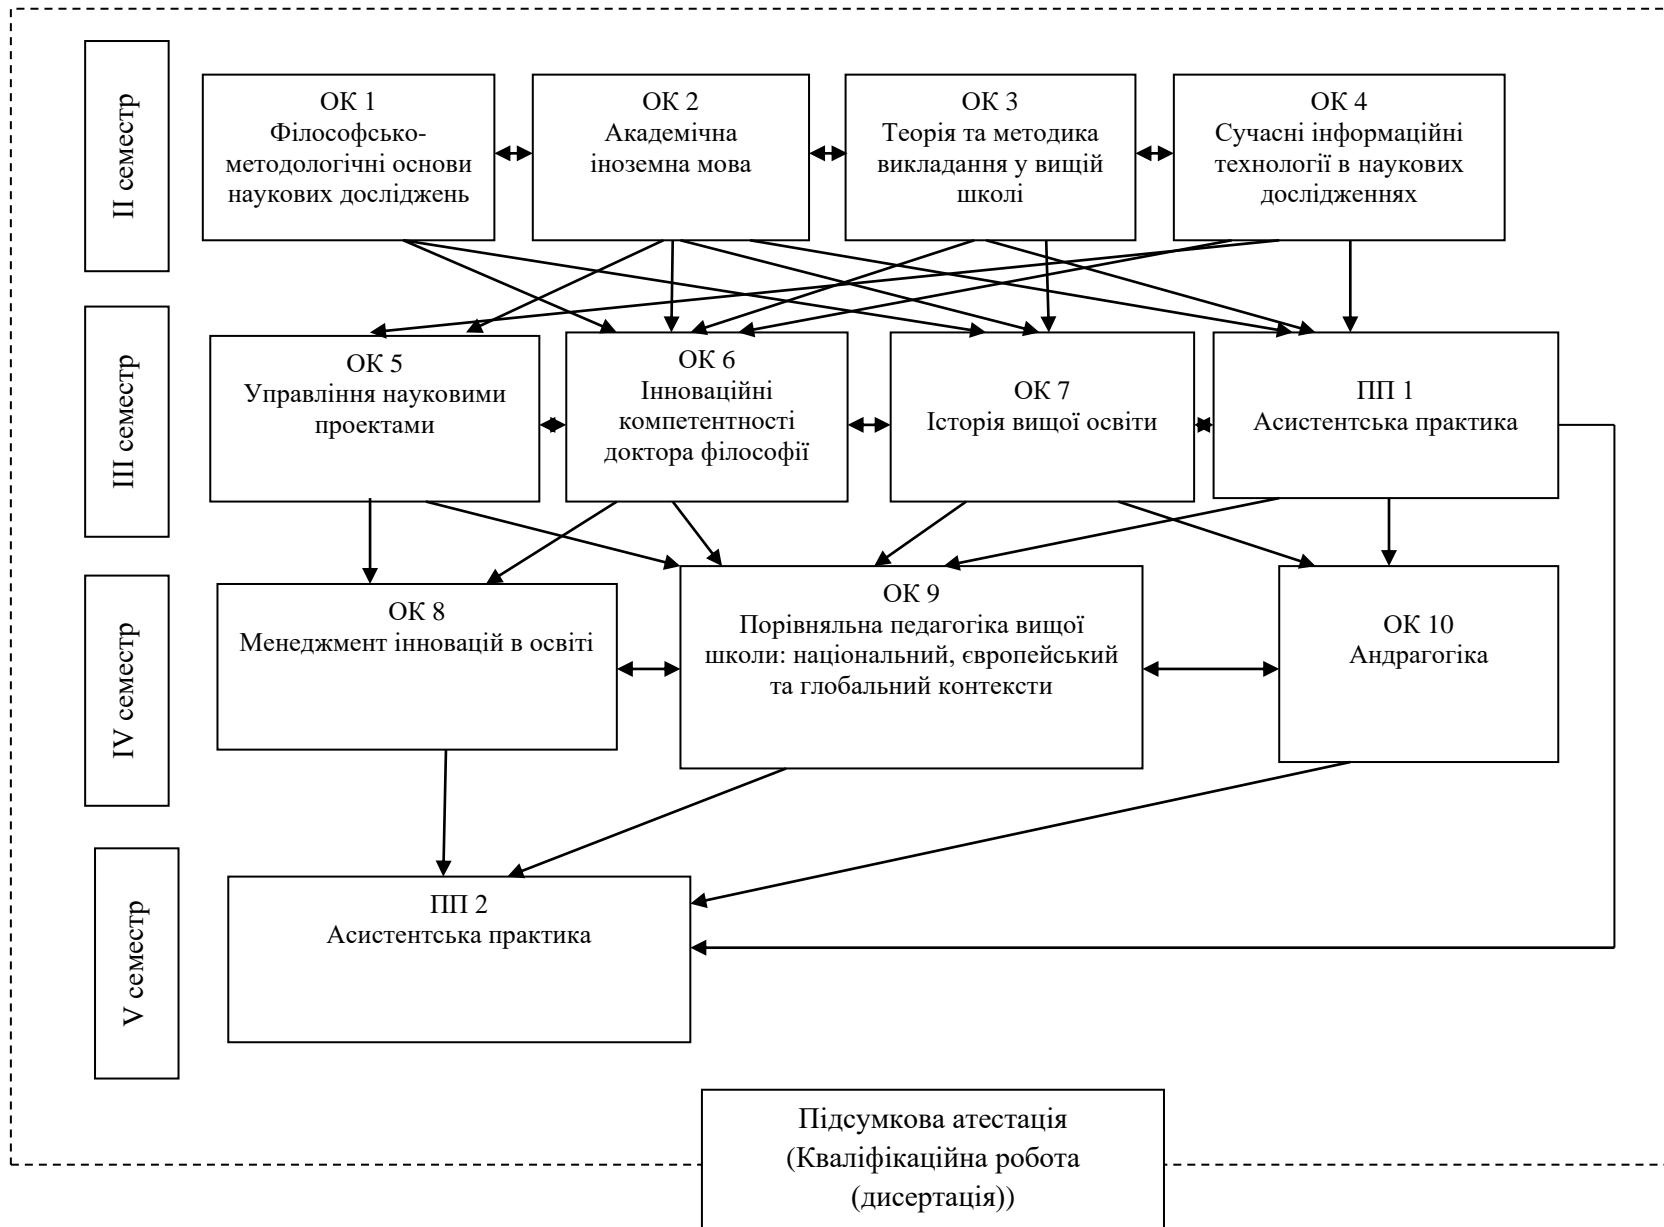 II семестр
ОК 1
Філософсько-
методологічні основи
наукових досліджень
ОК 2
Академічна
іноземна мова
ОК 3
Теорія та методика
викладання у вищій
школі
ОК 4
Сучасні інформаційні
технології в наукових
дослідженнях
III семестр
ОК 5
Управління науковими
проектами
ОК 6
Інноваційні
компетентності
доктора філософії
ОК 7
Історія вищої освіти
ПП 1
Асистентська практика
IV семестр
ОК 8
Менеджмент інновацій в освіті
ОК 9
Порівняльна педагогіка вищої
школи: національний, європейський
та глобальний контексти
ОК 10
Андрагогіка
V семестр
ПП 2
Асистентська практика
Підсумкова атестація
(Кваліфікаційна робота
(дисертація))